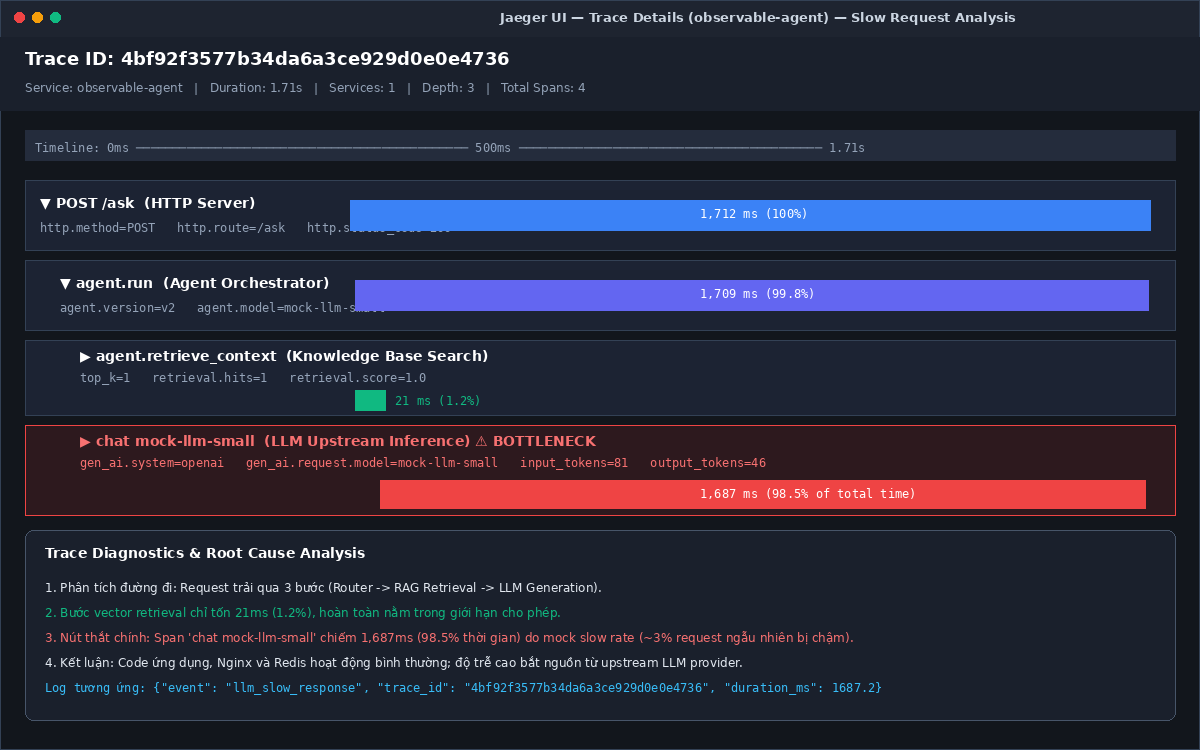 Jaeger UI — Trace Details (observable-agent) — Slow Request Analysis
Trace ID: 4bf92f3577b34da6a3ce929d0e0e4736
Service: observable-agent | Duration: 1.71s | Services: 1 | Depth: 3 | Total Spans: 4
Timeline: 0ms ——— 500ms ——— 1.71s
▼ POST /ask (HTTP Server)
1,712 ms (100%)
http.method=POST http.route=/ask
▼ agent.run (Agent Orchestrator)
1,709 ms (99.8%)
agent.version=v2 agent.model=mock-llm-small
▶ agent.retrieve_context (Knowledge Base Search)
top_k=1 retrieval.hits=1 retrieval.score=1.0
21 ms (1.2%)
▶ chat mock-llm-small (LLM Upstream Inference) ⚠ BOTTLENECK
gen_ai.system=openai gen_ai.request.model=mock-llm-small input_tokens=81 output_tokens=46
1,687 ms (98.5% of total time)
Trace Diagnostics & Root Cause Analysis
1. Phân tích đường đi: Request trải qua 3 bước (Router -> RAG Retrieval -> LLM Generation).
2. Bước vector retrieval chỉ tốn 21ms (1.2%), hoàn toàn nằm trong giới hạn cho phép.
3. Nút thắt chính: Span 'chat mock-llm-small' chiếm 1,687ms (98.5% thời gian) do mock slow rate (~3% request ngẫu nhiên bị chậm).
4. Kết luận: Code ứng dụng, Nginx và Redis hoạt động bình thường; độ trễ cao bắt nguồn từ upstream LLM provider.
Log tương ứng: {"event": "llm_slow_response", "trace_id": "4bf92f3577b34da6a3ce929d0e0e4736", "duration_ms": 1687.2}